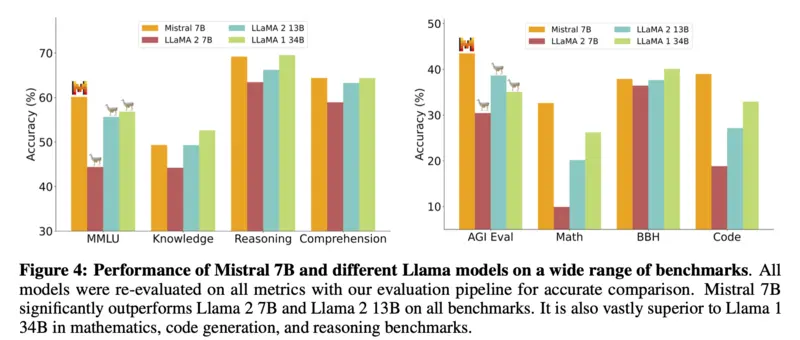 Mistral 7B
LLaMA 2 13B
LLaMA 2 7B
LLaMA 1 34B
Accuracy (%)
70
60
50
40
30
MMLU Knowledge Reasoning Comprehension
Mistral 7B
LLaMA 2 13B
LLaMA 2 7B
LLaMA 1 34B
Accuracy (%)
50
40
30
20
10
AGI Eval Math BBH Code
Figure 4: Performance of Mistral 7B and different Llama models on a wide range of benchmarks. All
models were re-evaluated on all metrics with our evaluation pipeline for accurate comparison. Mistral 7B
significantly outperforms Llama 2 7B and Llama 2 13B on all benchmarks. It is also vastly superior to Llama 1
34B in mathematics, code generation, and reasoning benchmarks.